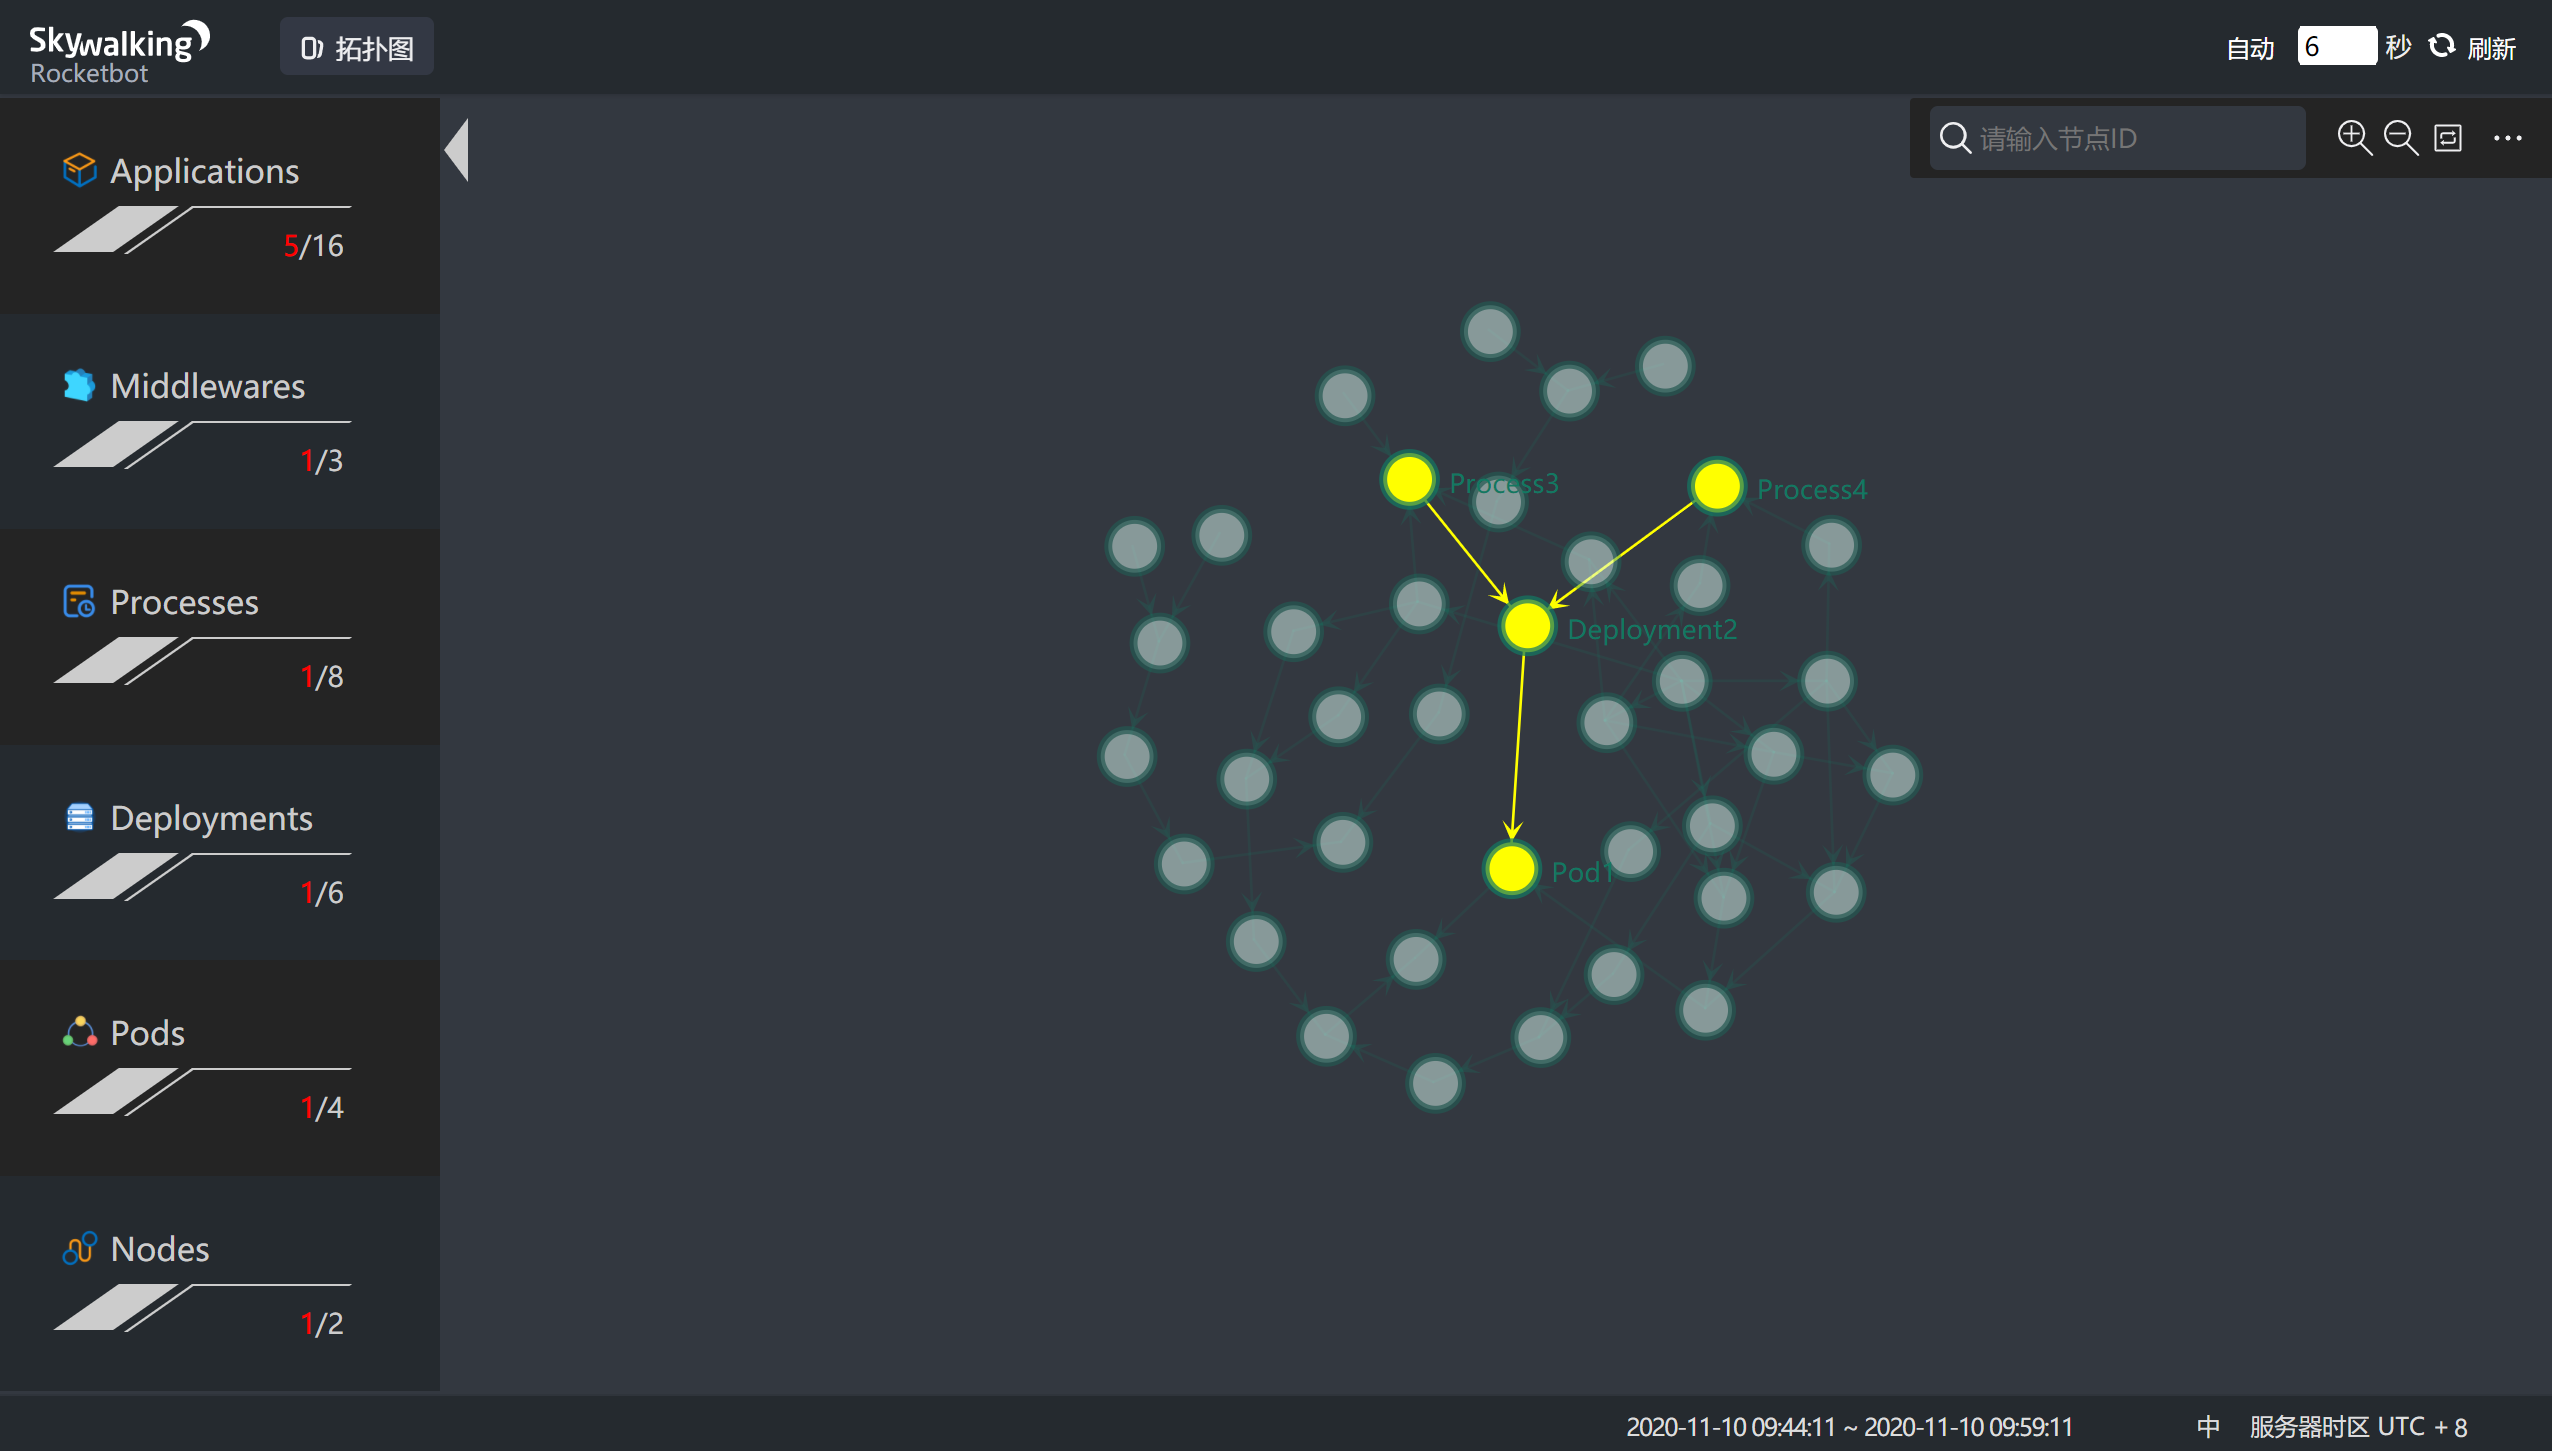 Skywalking
Rocketbot
拓扑图
自动 6 秒 刷新
请输入节点ID
Applications
5/16
Middlewares
1/3
Processes
1/8
Deployments
1/6
Pods
1/4
Nodes
1/2
Process3
Process4
Deployment2
Pod1
2020-11-10 09:44:11 ~ 2020-11-10 09:59:11
中
服务器时区 UTC + 8